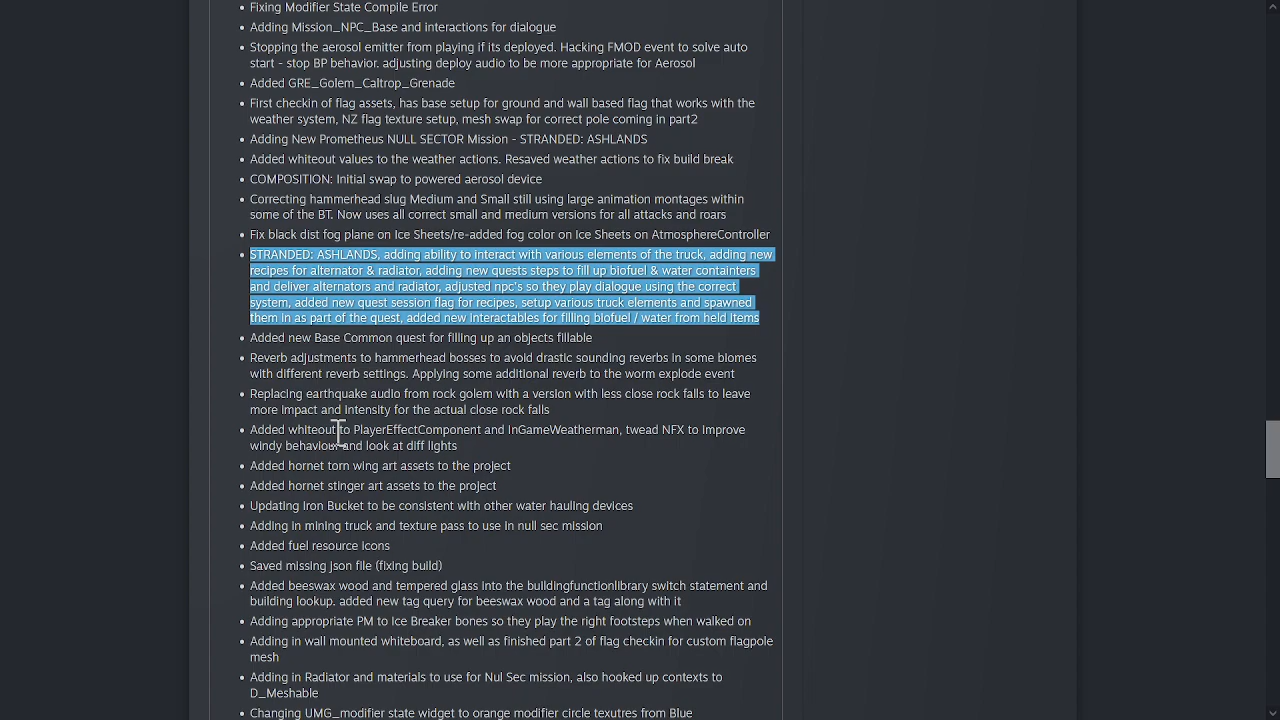 • Fixing Modifier State Compile Error
• Adding Mission_NPC_Base and interactions for dialogue
• Stopping the aerosol emitter from playing if its deployed. Hacking FMOD event to solve auto
start - stop BP behavior. adjusting deploy audio to be more appropriate for Aerosol
• Added GRE_Golem_Caltrop_Grenade
• First checkin of flag assets, has base setup for ground and wall based flag that works with the
weather system, NZ flag texture setup, mesh swap for correct pole coming in part2
• Adding New Prometheus NULL SECTOR Mission - STRANDED: ASHLANDS
• Added whiteout values to the weather actions. Resaved weather actions to fix build break
• COMPOSITION: Initial swap to powered aerosol device
• Correcting hammerhead slug Medium and Small still using large animation montages within
some of the BT. Now uses all correct small and medium versions for all attacks and roars
• Fix black dist fog plane on Ice Sheets/re-added fog color on Ice Sheets on AtmosphereController
• STRANDED: ASHLANDS, adding ability to interact with various elements of the truck, adding new
recipes for alternator & radiator, adding new quests steps to fill up biofuel & water containters
and deliver alternators and radiator, adjusted npc's so they play dialogue using the correct
system, added new quest session flag for recipes, setup various truck elements and spawned
them in as part of the quest, added new interactables for filling biofuel / water from held items
• Added new Base Common quest for filling up an objects fillable
• Reverb adjustments to hammerhead bosses to avoid drastic sounding reverbs in some biomes
with different reverb settings. Applying some additional reverb to the worm explode event
• Replacing earthquake audio from rock golem with a version with less close rock falls to leave
more impact and intensity for the actual close rock falls
• Added whiteout to PlayerEffectComponent and InGameWeatherman, twead NFX to improve
windy behaviour and look at diff lights
• Added hornet torn wing art assets to the project
• Added hornet stinger art assets to the project
• Updating Iron Bucket to be consistent with other water hauling devices
• Adding in mining truck and texture pass to use in null sec mission
• Added fuel resource icons
• Saved missing json file (fixing build)
• Added beeswax wood and tempered glass into the buildingfunctionlibrary switch statement and
building lookup. added new tag query for beeswax wood and a tag along with it
• Adding appropriate PM to Ice Breaker bones so they play the right footsteps when walked on
• Adding in wall mounted whiteboard, as well as finished part 2 of flag checkin for custom flagpole
mesh
• Adding in Radiator and materials to use for Nul Sec mission, also hooked up contexts to
D_Meshable
• Changing UMG_modifier state widget to orange modifier circle texutres from Blue